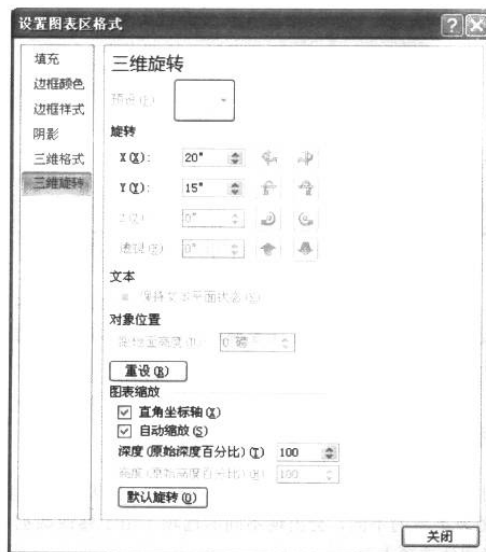 设置图表区格式
填充
边框颜色
边框样式
阴影
三维格式
三维旋转
三维旋转
预设(P)
旋转
X(X): 20°
Y(Y): 15°
Z(Z) 0°
透视(E) 0°
文本
保持文本平面状态(S)
对象位置
距地面高度(D) 0 磅
重设(R)
图表缩放
直角坐标轴(X)
自动缩放(S)
深度(原始深度百分比)(T) 100
高度(原始高度百分比) 100
默认旋转(O)
关闭